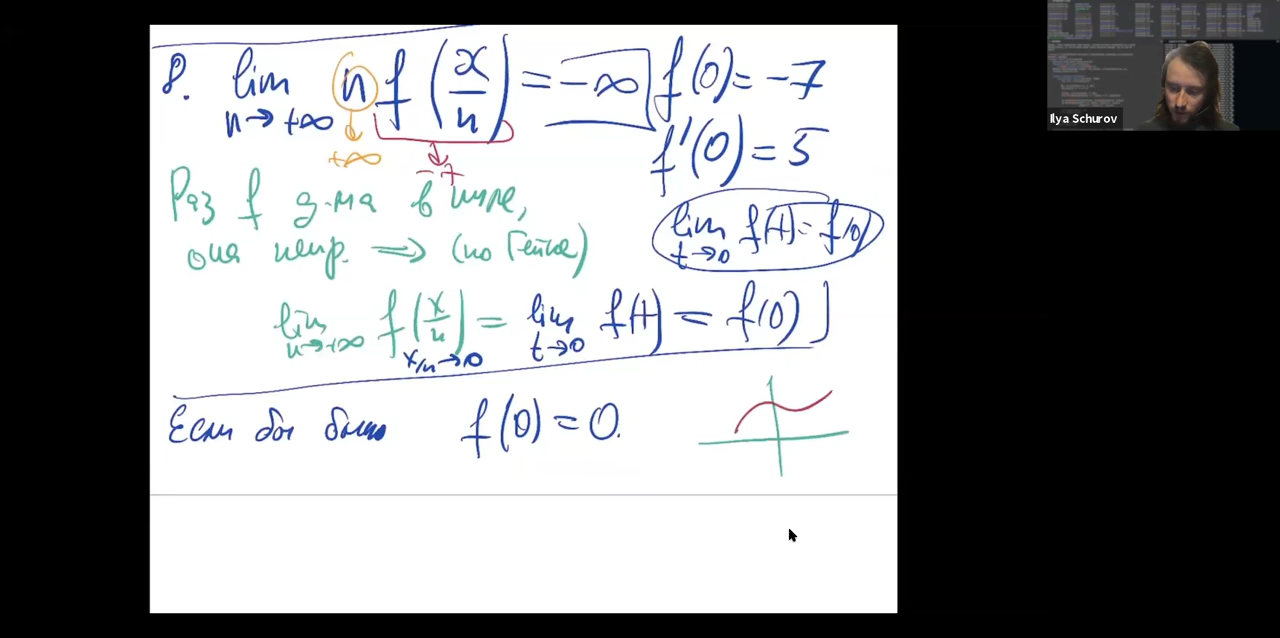 8. lim n f(x/n) = -∞ f(0) = -7
n→+∞
+∞
-7
f'(0) = 5
Раз f д-ма в нуле,
lim f(t) = f(0)
t→0
она непр. ⟹ (по Гейне)
lim f(x/n) = lim f(t) = f(0)]
n→+∞ x/n→0 t→0
Если бы было f(0) = 0.
Ilya Schurov